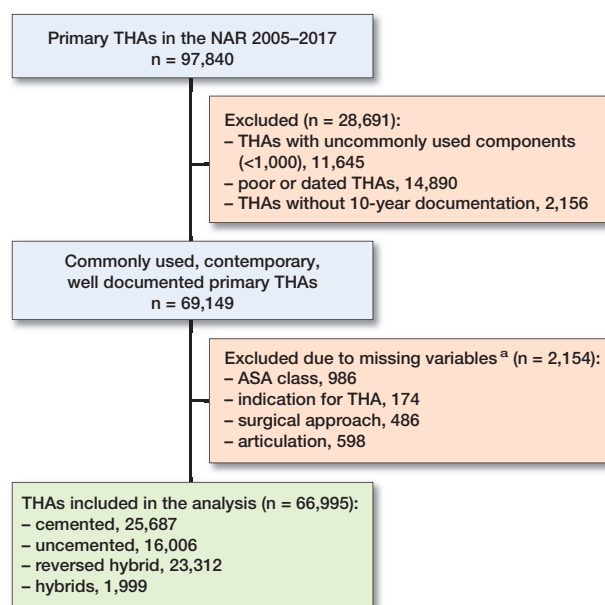 Primary THAs in the NAR 2005–2017
n = 97,840
Excluded (n = 28,691):
– THAs with uncommonly used components
(<1,000), 11,645
– poor or dated THAs, 14,890
– THAs without 10-year documentation, 2,156
Commonly used, contemporary,
well documented primary THAs
n = 69,149
Excluded due to missing variables a (n = 2,154):
– ASA class, 986
– indication for THA, 174
– surgical approach, 486
– articulation, 598
THAs included in the analysis (n = 66,995):
– cemented, 25,687
– uncemented, 16,006
– reversed hybrid, 23,312
– hybrids, 1,999